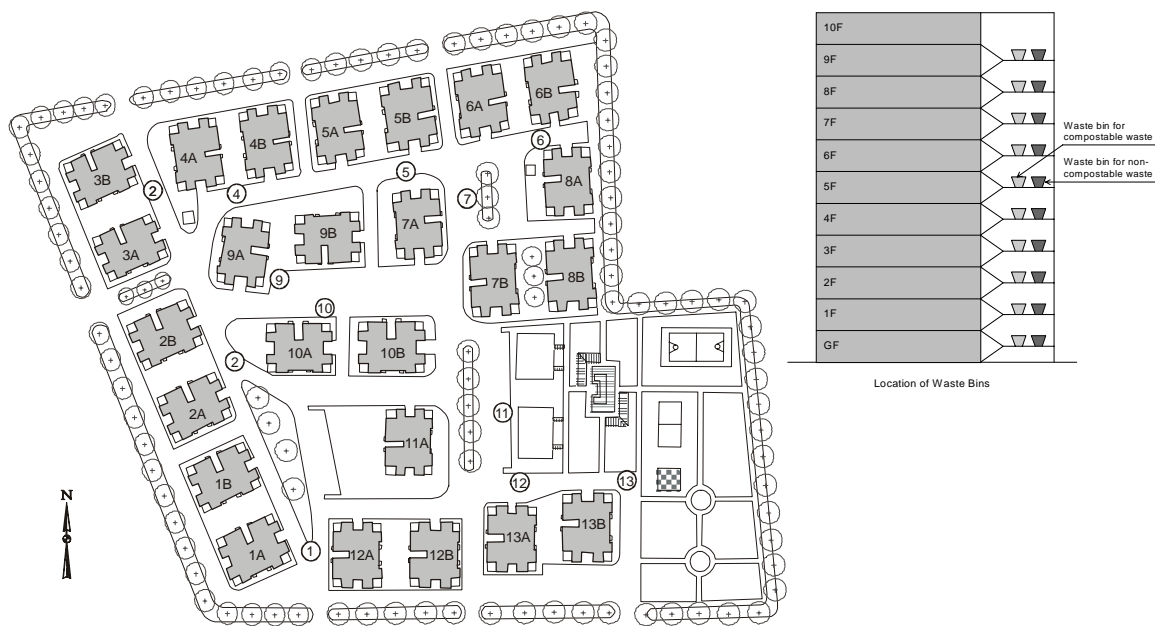 6A
6B
5A
5B
4A
4B
6
3B
2
4
5
8A
7
3A
7A
9A
9B
9
7B
8B
10
2B
10A
10B
2
2A
11
11A
1B
12
13
N
1A
1
12A
12B
13A
13B
10F
9F
8F
7F
6F
5F
4F
3F
2F
1F
GF
Waste bin for
compostable waste
Waste bin for non-
compostable waste
Location of Waste Bins